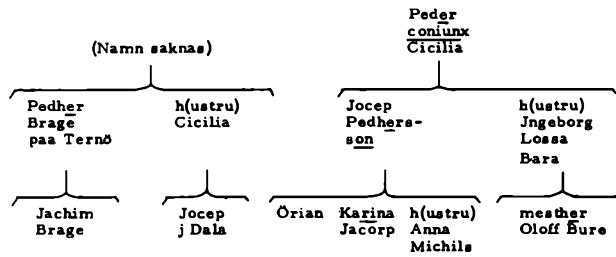 Peder
coniunx
Cicilia
(Namn saknas)
Pedher
Brage
paa Ternö
h(ustru)
Cicilia
Jocep
Pedhers-
son
h(ustru)
Jngeborg
Lossa
Bara
Jachim
Brage
Jocep
j Dala
Örian
Karina
Jacorp
h(ustru)
Anna
Michils
mesther
Oloff Bure